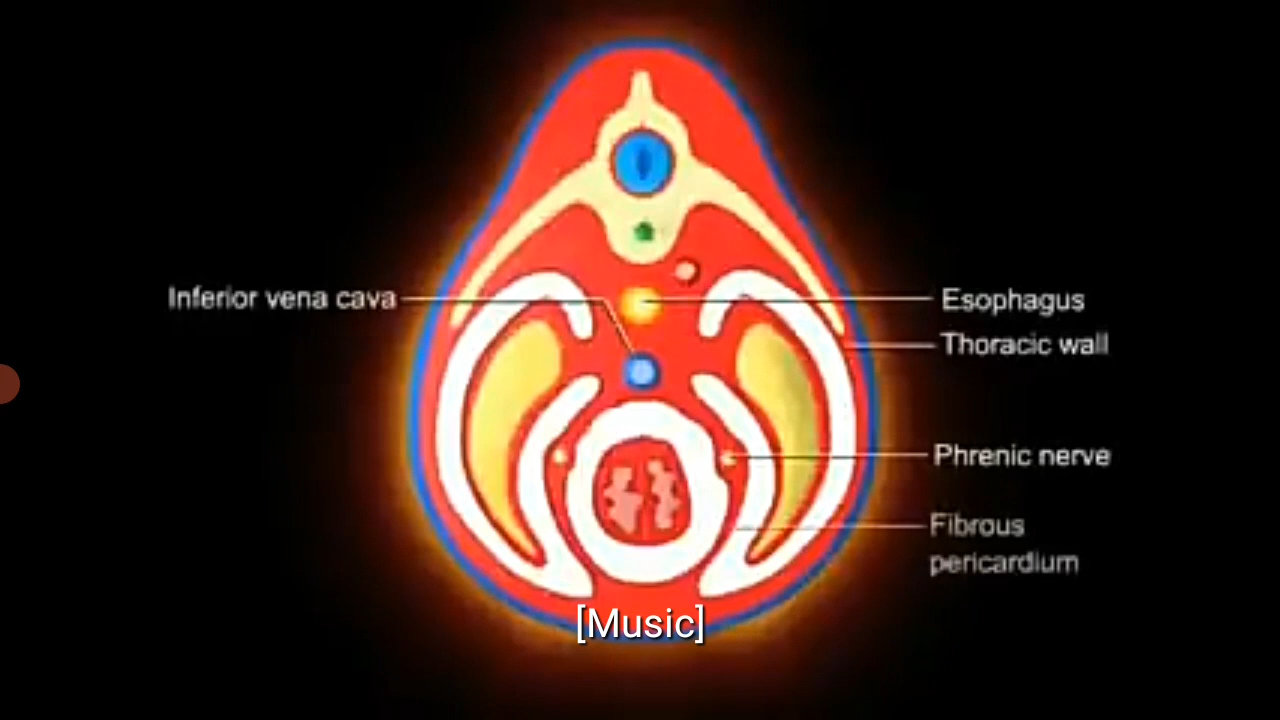 Inferior vena cava
Esophagus
Thoracic wall
Phrenic nerve
Fibrous
pericardium
[Music]